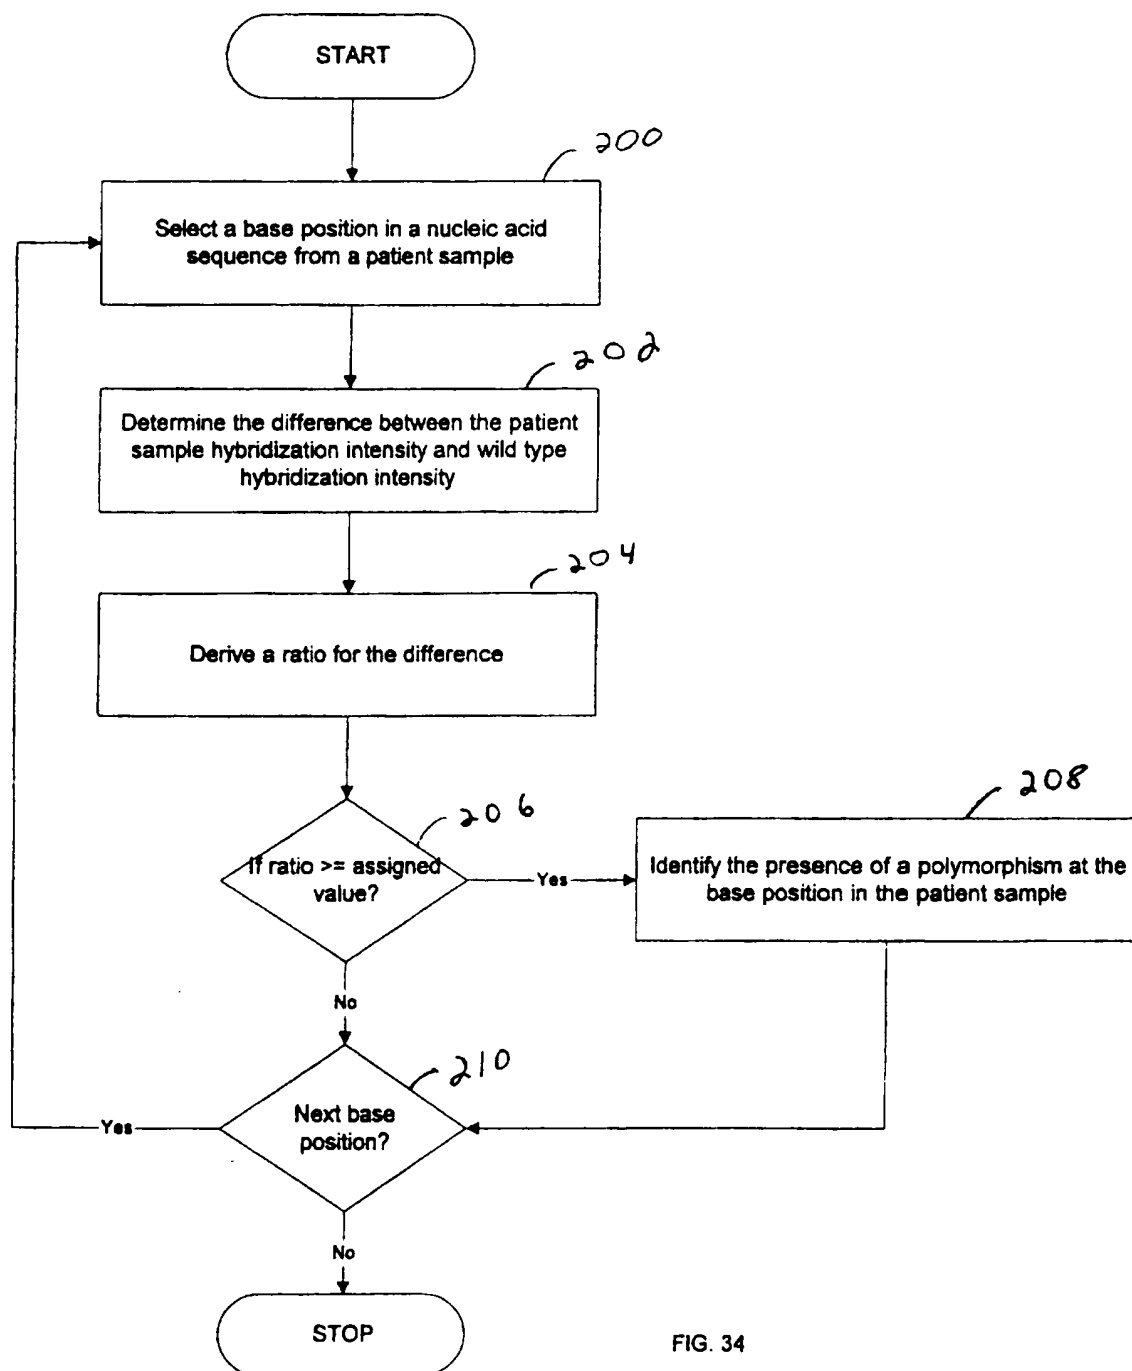 START
200
Select a base position in a nucleic acid
sequence from a patient sample
202
Determine the difference between the patient
sample hybridization intensity and wild type
hybridization intensity
204
Derive a ratio for the difference
206
If ratio >= assigned
value?
Yes
208
Identify the presence of a polymorphism at the
base position in the patient sample
No
210
Next base
position?
Yes
No
STOP
FIG. 34